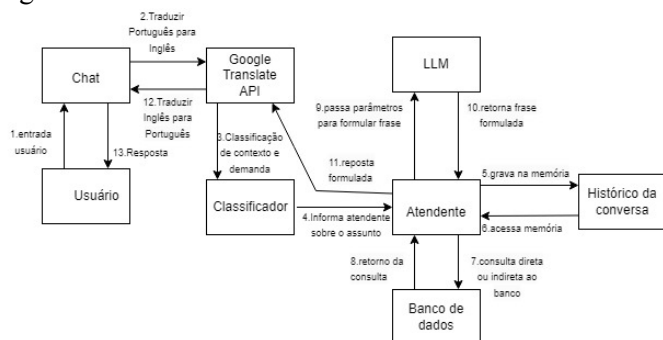 2.Traduzir
Português para
Inglês
Chat
Google
Translate
API
LLM
12.Traduzir
Inglês para
Português
1.entrada
usuário
13.Resposta
3.Classificação
de contexto e
demanda
9.passa parâmetros
para formular frase
10.retorna frase
formulada
11.reposta
formulada
Usuário
Classificador
4.Informa atendente
sobre o assunto
Atendente
5.grava na memória
Histórico da
conversa
6.acessa memória
8.retorno da
consulta
7.consulta direta
ou indireta ao
banco
Banco de
dados